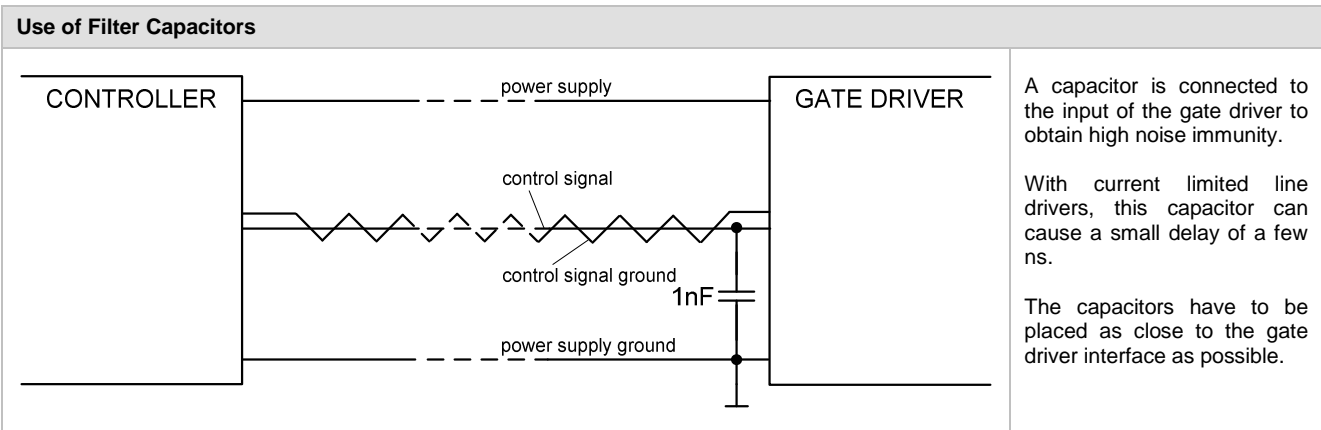 Use of Filter Capacitors
CONTROLLER
power supply
GATE DRIVER
control signal
control signal ground
1nF
power supply ground
A capacitor is connected to
the input of the gate driver to
obtain high noise immunity.
With current limited line
drivers, this capacitor can
cause a small delay of a few
ns.
The capacitors have to be
placed as close to the gate
driver interface as possible.